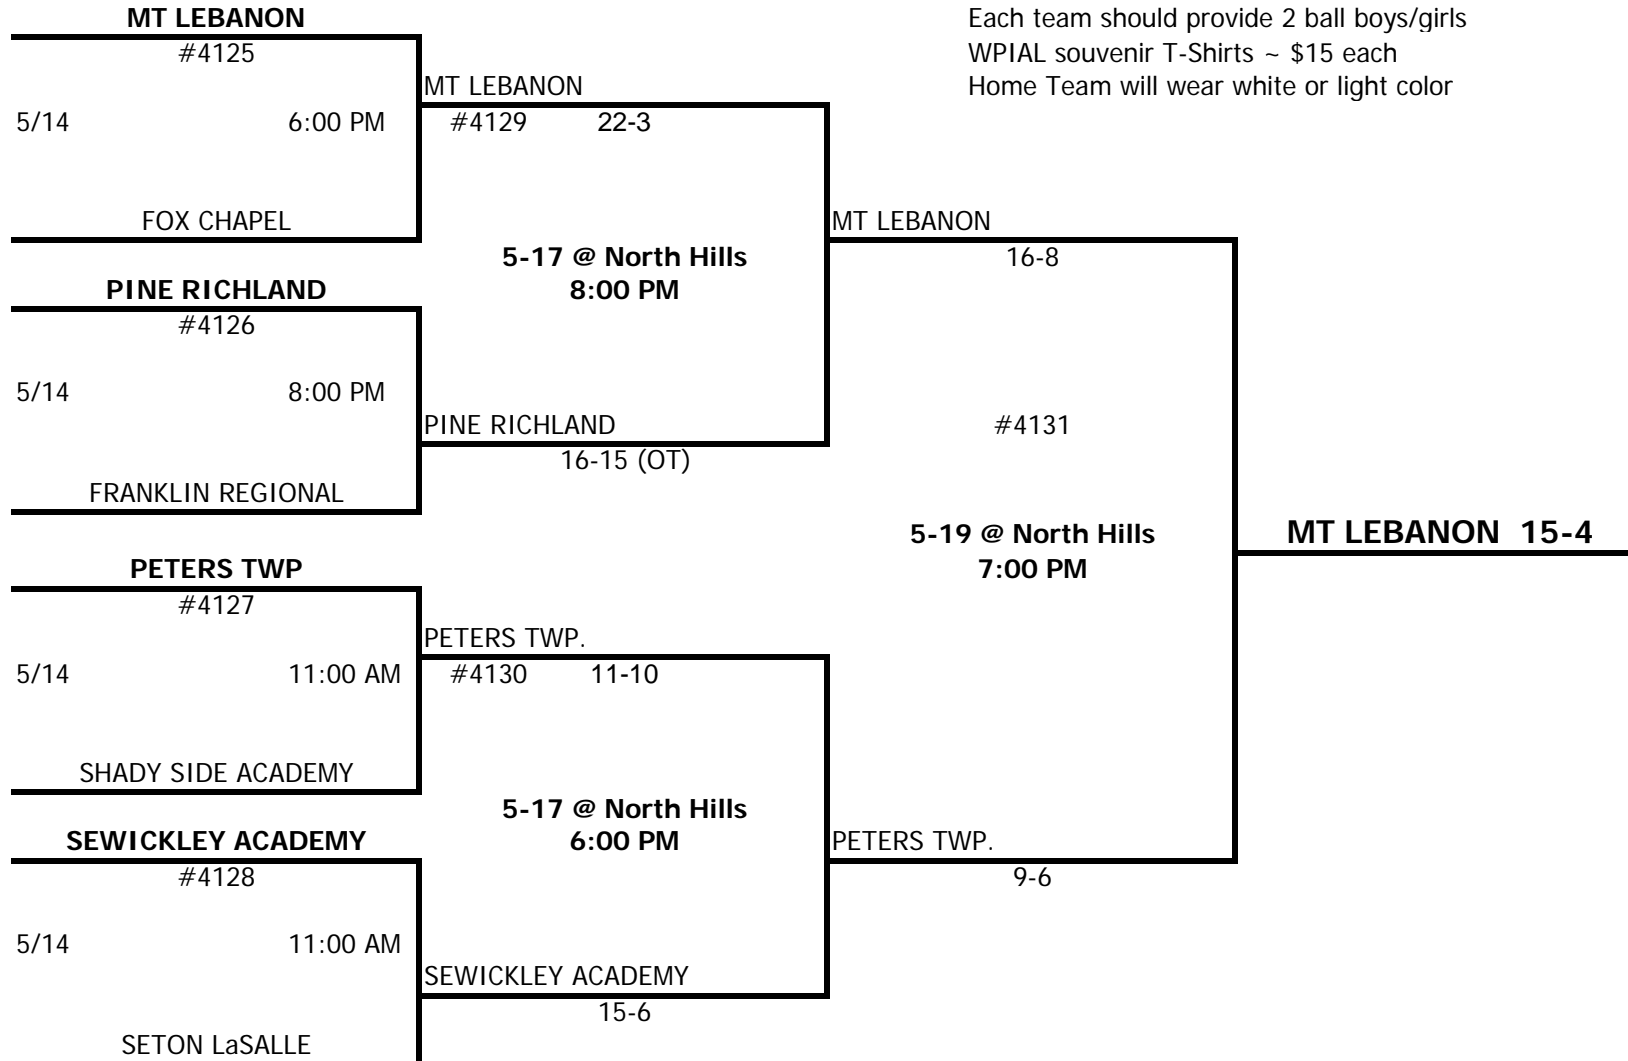 MT LEBANON
Each team should provide 2 ball boys/girls
#4125
WPIAL souvenir T-Shirts ~ $15 each
MT LEBANON
Home Team will wear white or light color
5/14 6:00 PM
#4129 22-3
FOX CHAPEL
MT LEBANON
5-17 @ North Hills
16-8
PINE RICHLAND
8:00 PM
#4126
5/14 8:00 PM
PINE RICHLAND
#4131
16-15 (OT)
FRANKLIN REGIONAL
5-19 @ North Hills
MT LEBANON 15-4
PETERS TWP
7:00 PM
#4127
PETERS TWP.
5/14 11:00 AM
#4130 11-10
SHADY SIDE ACADEMY
5-17 @ North Hills
SEWICKLEY ACADEMY
6:00 PM
PETERS TWP.
#4128
9-6
5/14 11:00 AM
SEWICKLEY ACADEMY
15-6
SETON LaSALLE